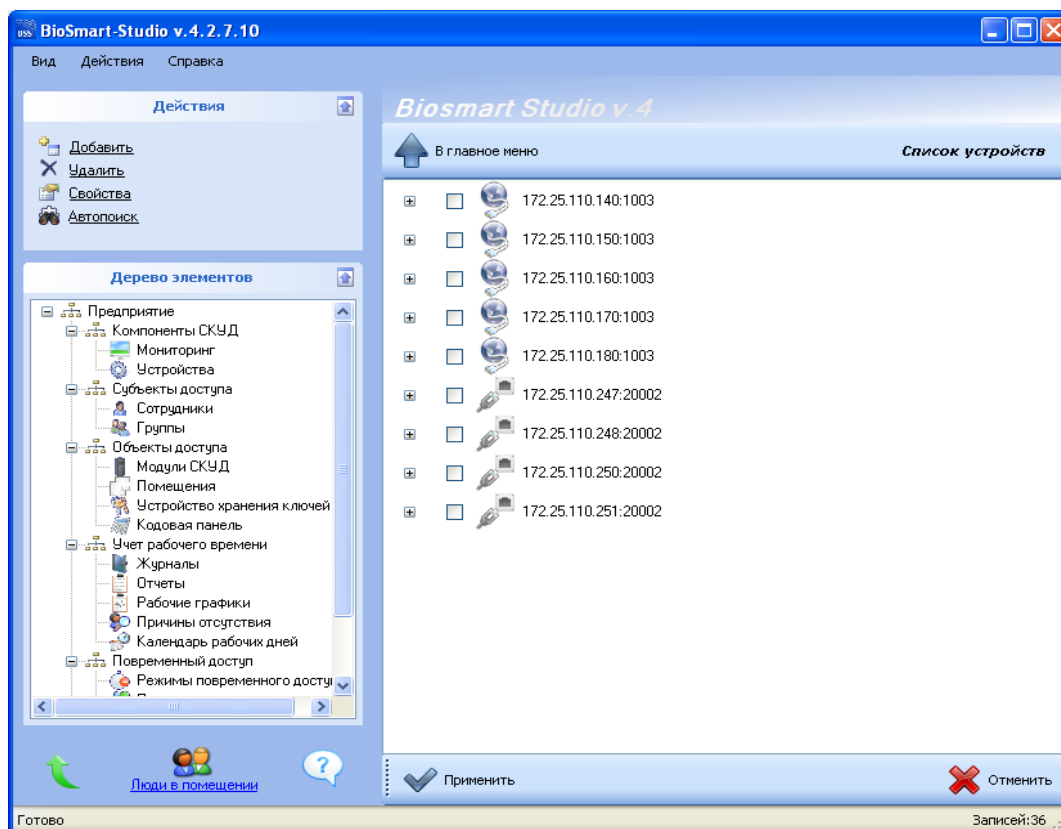 BSS BioSmart-Studio v.4.2.7.10
Вид Действия Справка
Действия
Добавить
Удалить
Свойства
Автопоиск
Дерево элементов
Предприятие
Компоненты СКУД
Мониторинг
Устройства
Субъекты доступа
Сотрудники
Группы
Объекты доступа
Модули СКУД
Помещения
Устройство хранения ключей
Кодовая панель
Учет рабочего времени
Журналы
Отчеты
Рабочие графики
Причины отсутствия
Календарь рабочих дней
Повременный доступ
Режимы повременного досту
Люди в помещении
Biosmart Studio v.4
В главное меню Список устройств
172.25.110.140:1003
172.25.110.150:1003
172.25.110.160:1003
172.25.110.170:1003
172.25.110.180:1003
172.25.110.247:20002
172.25.110.248:20002
172.25.110.250:20002
172.25.110.251:20002
Применить Отменить
Готово Записей:36